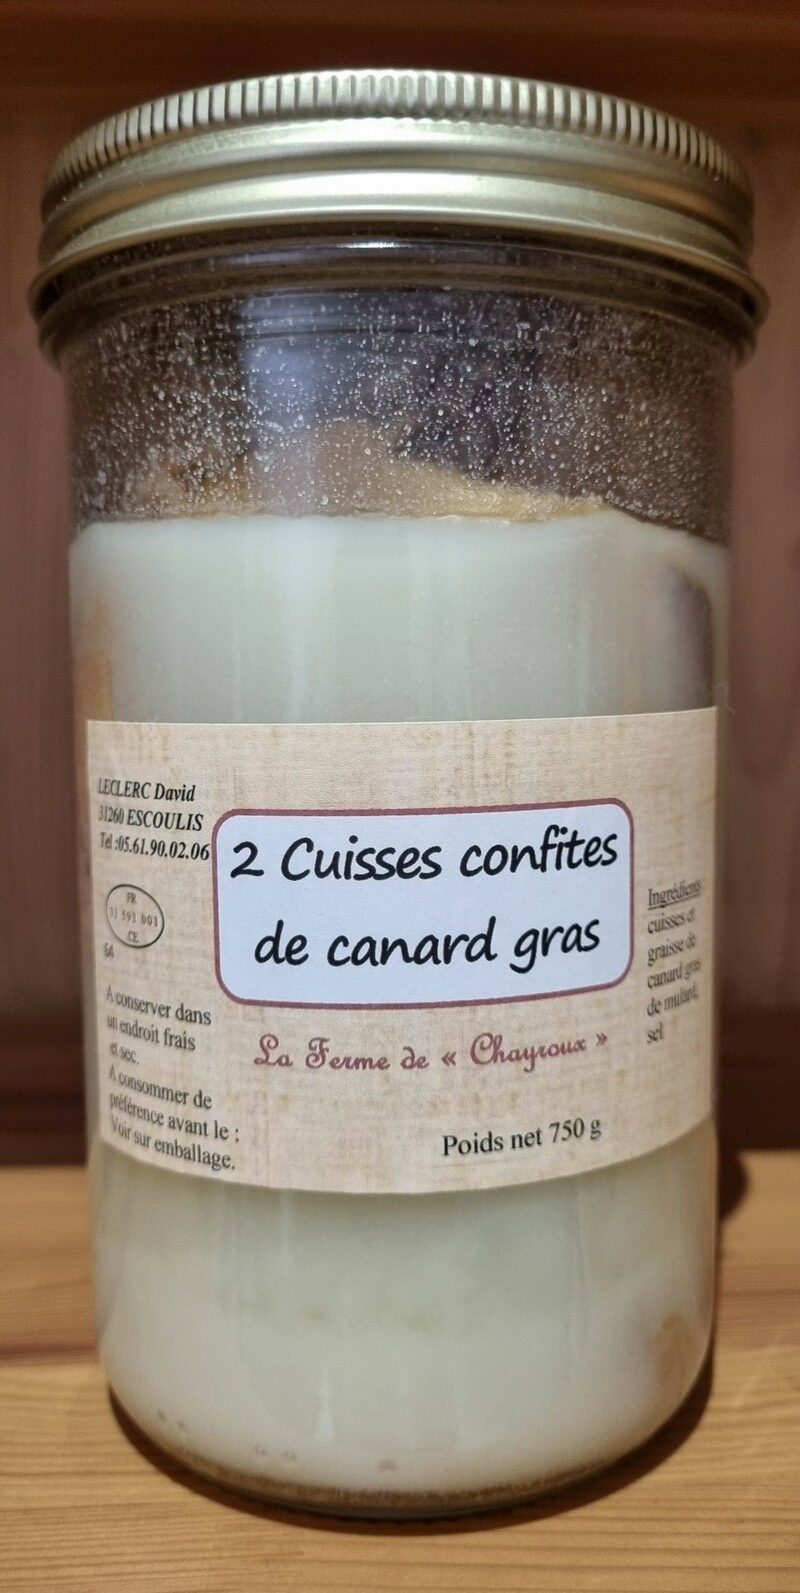 LECLERC David
31260 ESCOULIS
Tel :05.61.90.02.06
FR
31 591 001
CE
64
A conserver dans
un endroit frais
et sec.
A consommer de
préférence avant le :
Voir sur emballage.
2 Cuisses confites
de canard gras
La Ferme de « Chayroux »
Poids net 750 g
Ingrédients :
cuisses et
graisse de
canard gras
de mulard,
sel